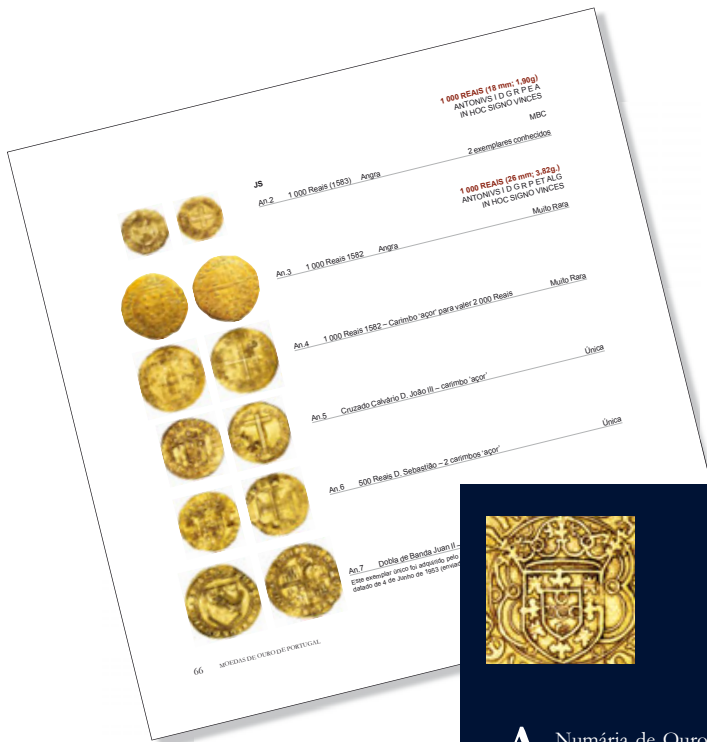 1 000 REAIS (18 mm; 1,90g)
ANTONIVS I D G R P E A
IN HOC SIGNO VINCES
MBC
JS
An.2 1 000 Reais (1583) Angra 2 exemplares conhecidos
1 000 REAIS (26 mm; 3,82g.)
ANTONIVS I D G R P ET ALG
IN HOC SIGNO VINCES
An.3 1 000 Reais 1582 Angra Muito Rara
An.4 1 000 Reais 1582 – Carimbo 'açor' para valer 2 000 Reais Muito Rara
An.5 Cruzado Calvário D. João III – carimbo 'açor' Única
An.6 500 Reais D. Sebastião – 2 carimbos 'açor' Única
An.7 Dobla de Banda Juan II –
Este exemplar único foi adquirido pelo
datado de 4 de Junho de 1953 (enviad
66 MOEDAS DE OURO DE PORTUGAL
A Numária de Ouro